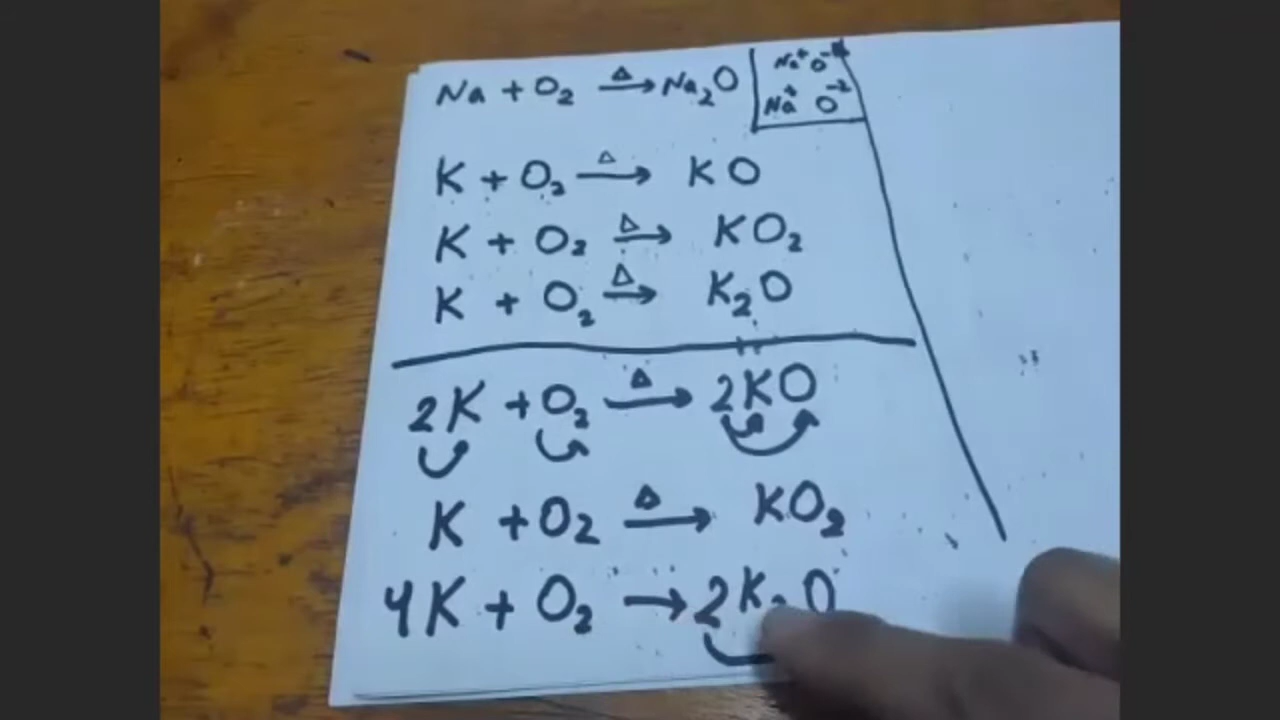 Na + O₂ —Δ→ Na₂O
Na⁺ O⁻
Na⁺ O⁻²
K + O₂ —Δ→ KO
K + O₂ —Δ→ KO₂
K + O₂ —Δ→ K₂O
2K + O₂ —Δ→ 2KO
K + O₂ —Δ→ KO₂
4K + O₂ → 2K₂O